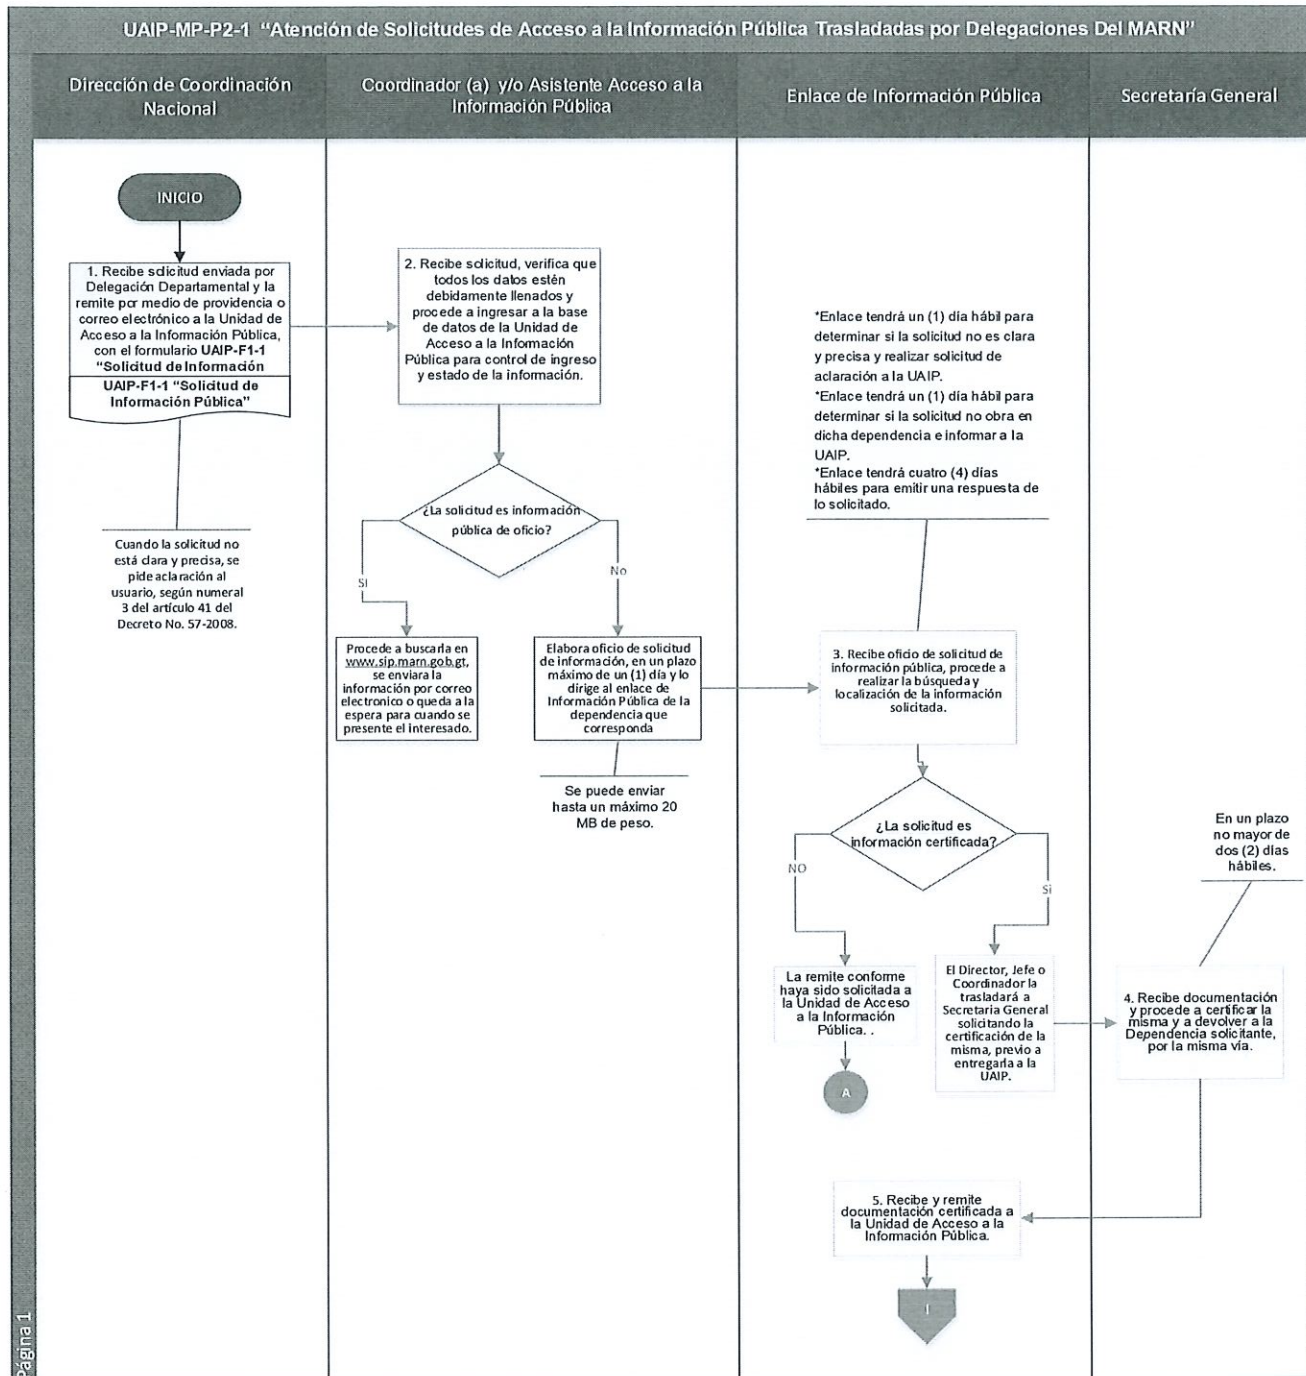 UAIP-MP-P2-1 “Atención de Solicitudes de Acceso a la Información Pública Trasladadas por Delegaciones Del MARN”
Dirección de Coordinación
Nacional
Coordinador (a) y/o Asistente Acceso a la
Información Pública
Enlace de Información Pública
Secretaría General
INICIO
1. Recibe solicitud enviada por
Delegación Departamental y la
remite por medio de providencia o
correo electrónico a la Unidad de
Acceso a la Información Pública,
con el formulario UAIP-F1-1
“Solicitud de Información
UAIP-F1-1 “Solicitud de
Información Pública”
Cuando la solicitud no
está clara y precisa, se
pide aclaración al
usuario, según numeral
3 del artículo 41 del
Decreto No. 57-2008.
2. Recibe solicitud, verifica que
todos los datos estén
debidamente llenados y
procede a ingresar a la base
de datos de la Unidad de
Acceso a la Información
Pública para control de ingreso
y estado de la información.
¿La solicitud es información
pública de oficio?
SI
No
Procede a buscarla en
www.sip.marn.gob.gt,
se enviara la
información por correo
electronico o queda a la
espera para cuando se
presente el interesado.
Elabora oficio de solicitud
de información, en un plazo
máximo de un (1) día y lo
dirige al enlace de
Información Pública de la
dependencia que
corresponda
Se puede enviar
hasta un máximo 20
MB de peso.
*Enlace tendrá un (1) día hábil para
determinar si la solicitud no es clara
y precisa y realizar solicitud de
aclaración a la UAIP.
*Enlace tendrá un (1) día hábil para
determinar si la solicitud no obra en
dicha dependencia e informar a la
UAIP.
*Enlace tendrá cuatro (4) días
hábiles para emitir una respuesta de
lo solicitado.
3. Recibe oficio de solicitud de
información pública, procede a
realizar la búsqueda y
localización de la información
solicitada.
¿La solicitud es
información certificada?
NO
Si
La remite conforme
haya sido solicitada a
la Unidad de Acceso
a la Información
Pública. .
A
El Director, Jefe o
Coordinador la
trasladará a
Secretaria General
solicitando la
certificación de la
misma, previo a
entregarla a la
UAIP.
En un plazo
no mayor de
dos (2) días
hábiles.
4. Recibe documentación
y procede a certificar la
misma y a devolver a la
Dependencia solicitante,
por la misma vía.
5. Recibe y remite
documentación certificada a
la Unidad de Acceso a la
Información Pública.
I
Página 1